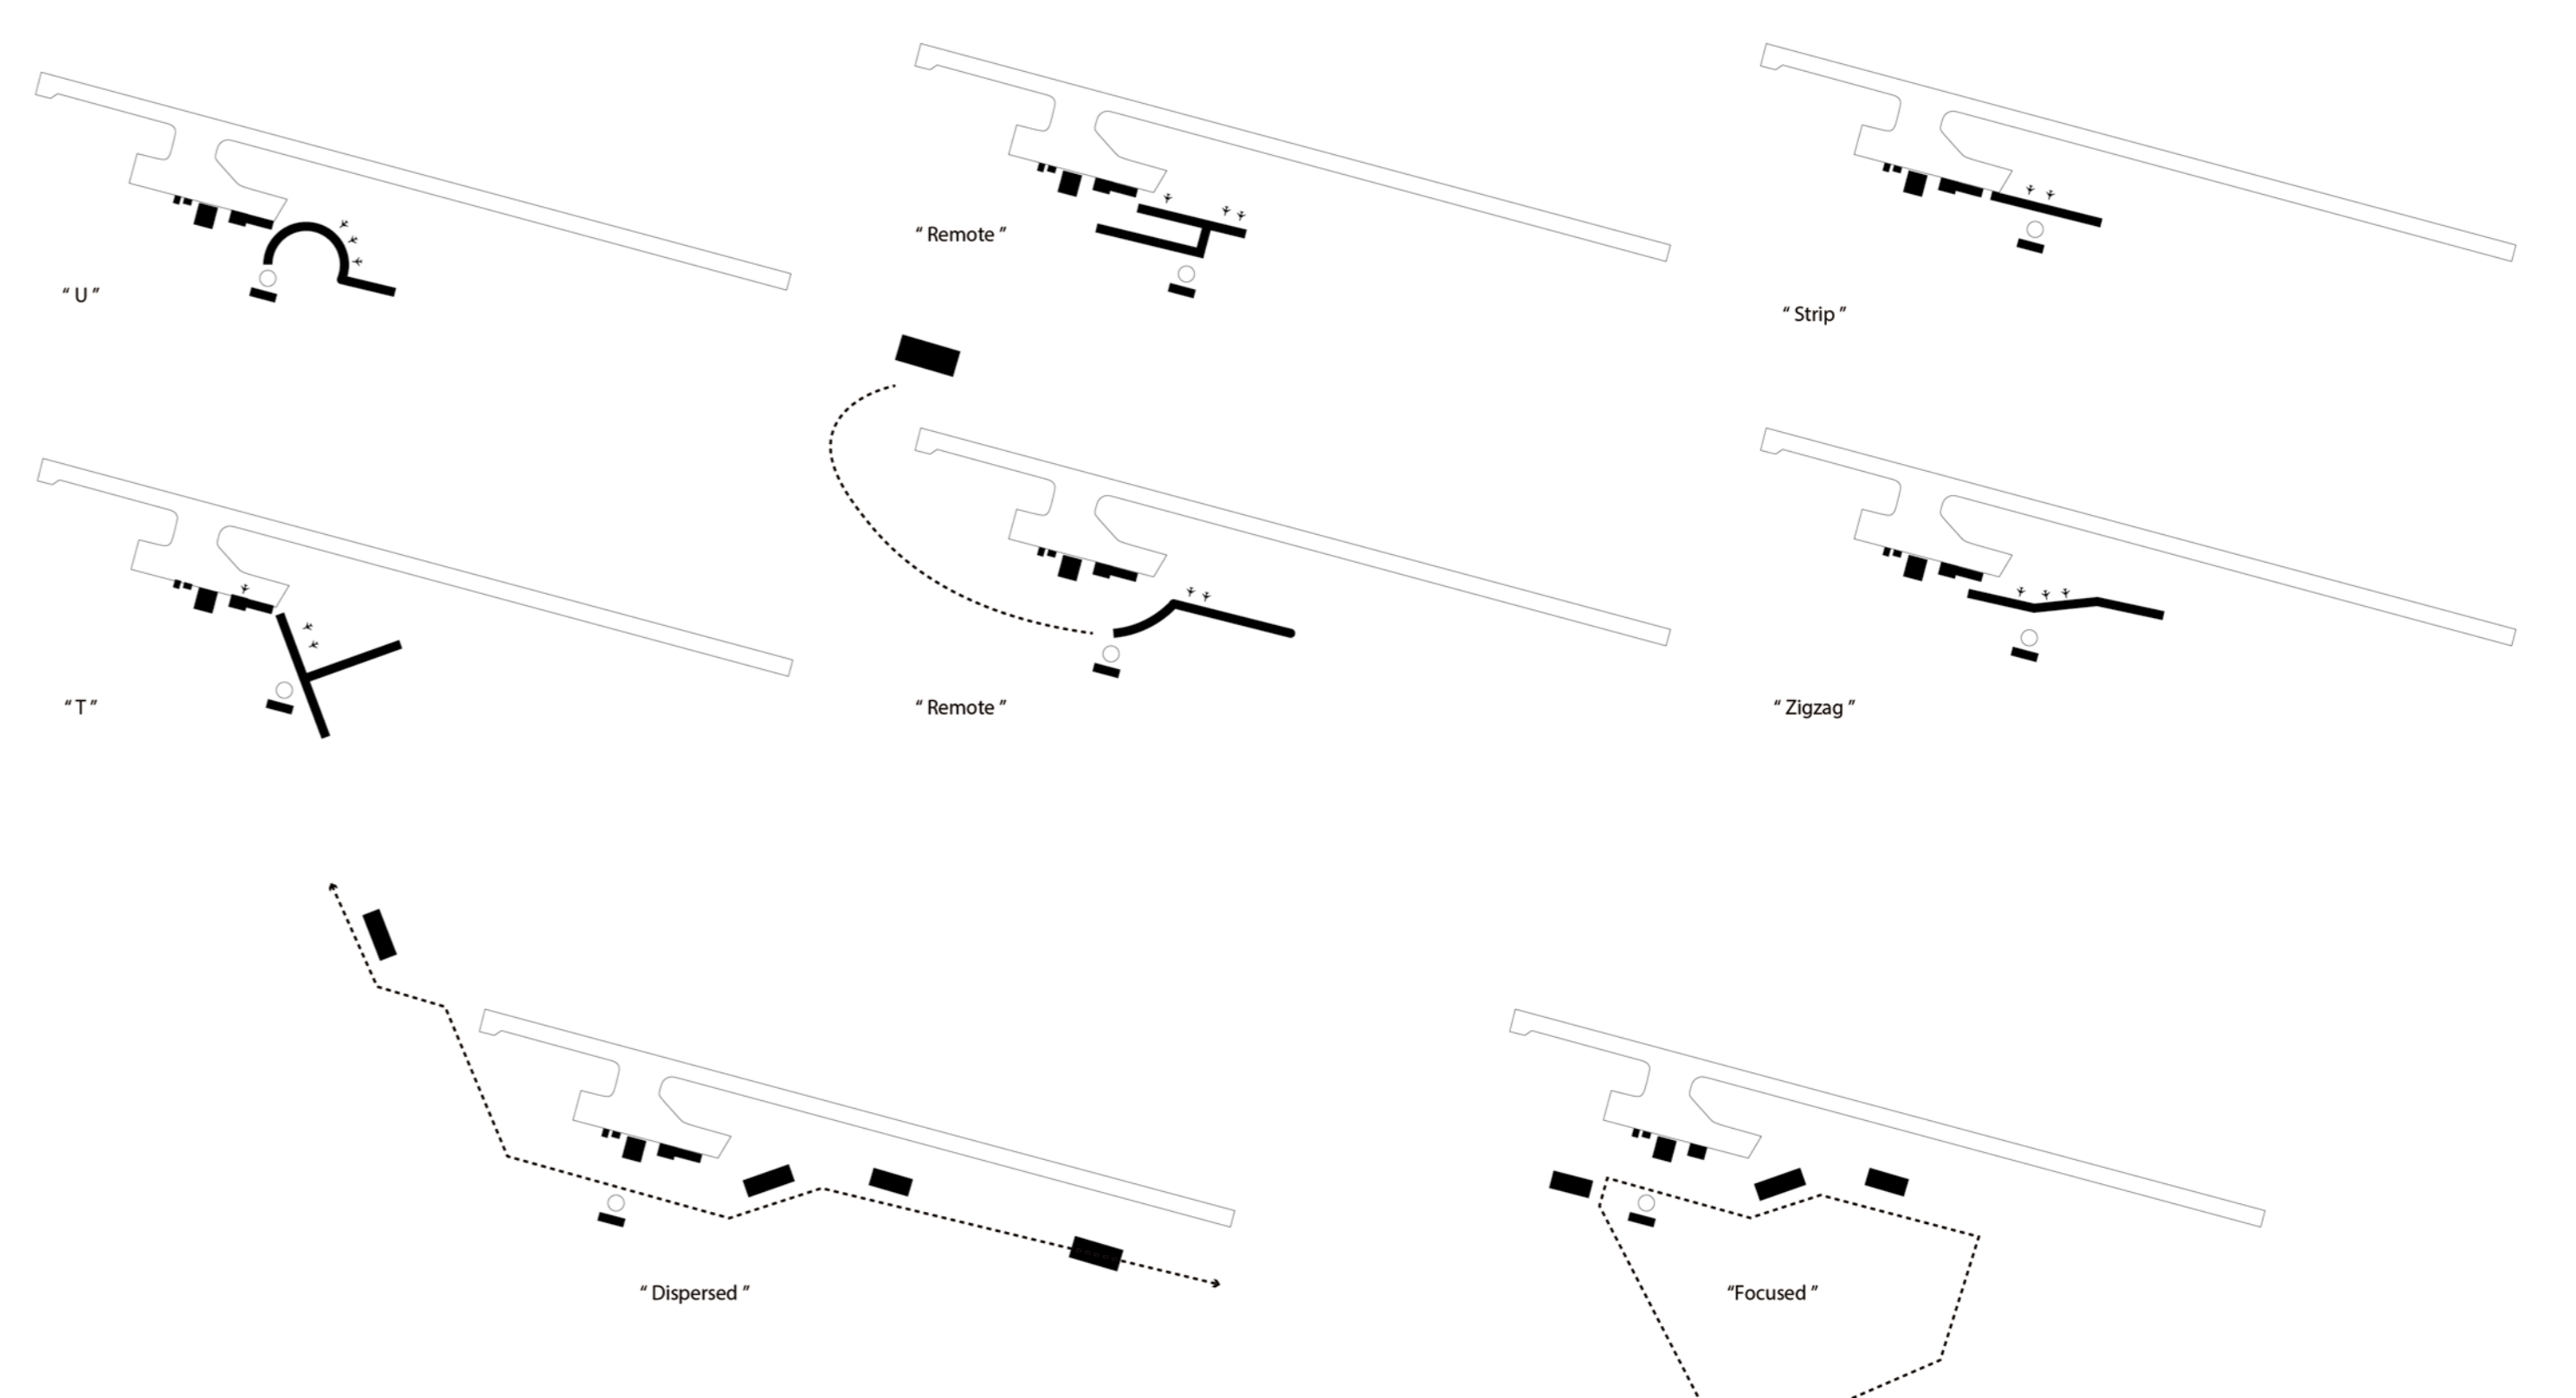 “ U ”
“ Remote ”
“ Strip ”
“ T ”
“ Remote ”
“ Zigzag ”
“ Dispersed ”
“Focused ”